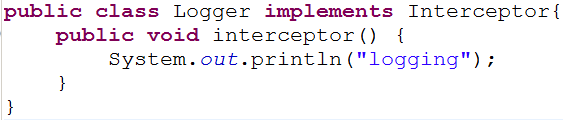 public class Logger implements Interceptor{
    public void interceptor() {
        System.out.println("logging");
    }
}